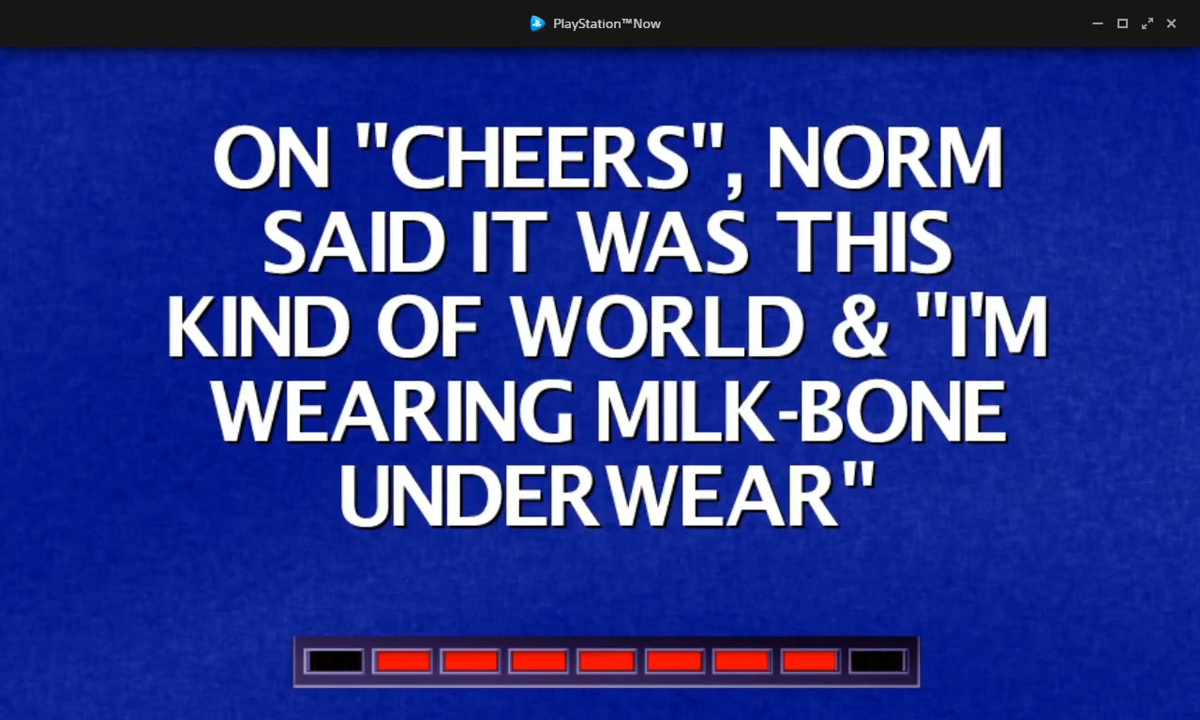 PlayStation™Now
ON "CHEERS", NORM
SAID IT WAS THIS
KIND OF WORLD & "I'M
WEARING MILK-BONE
UNDERWEAR"